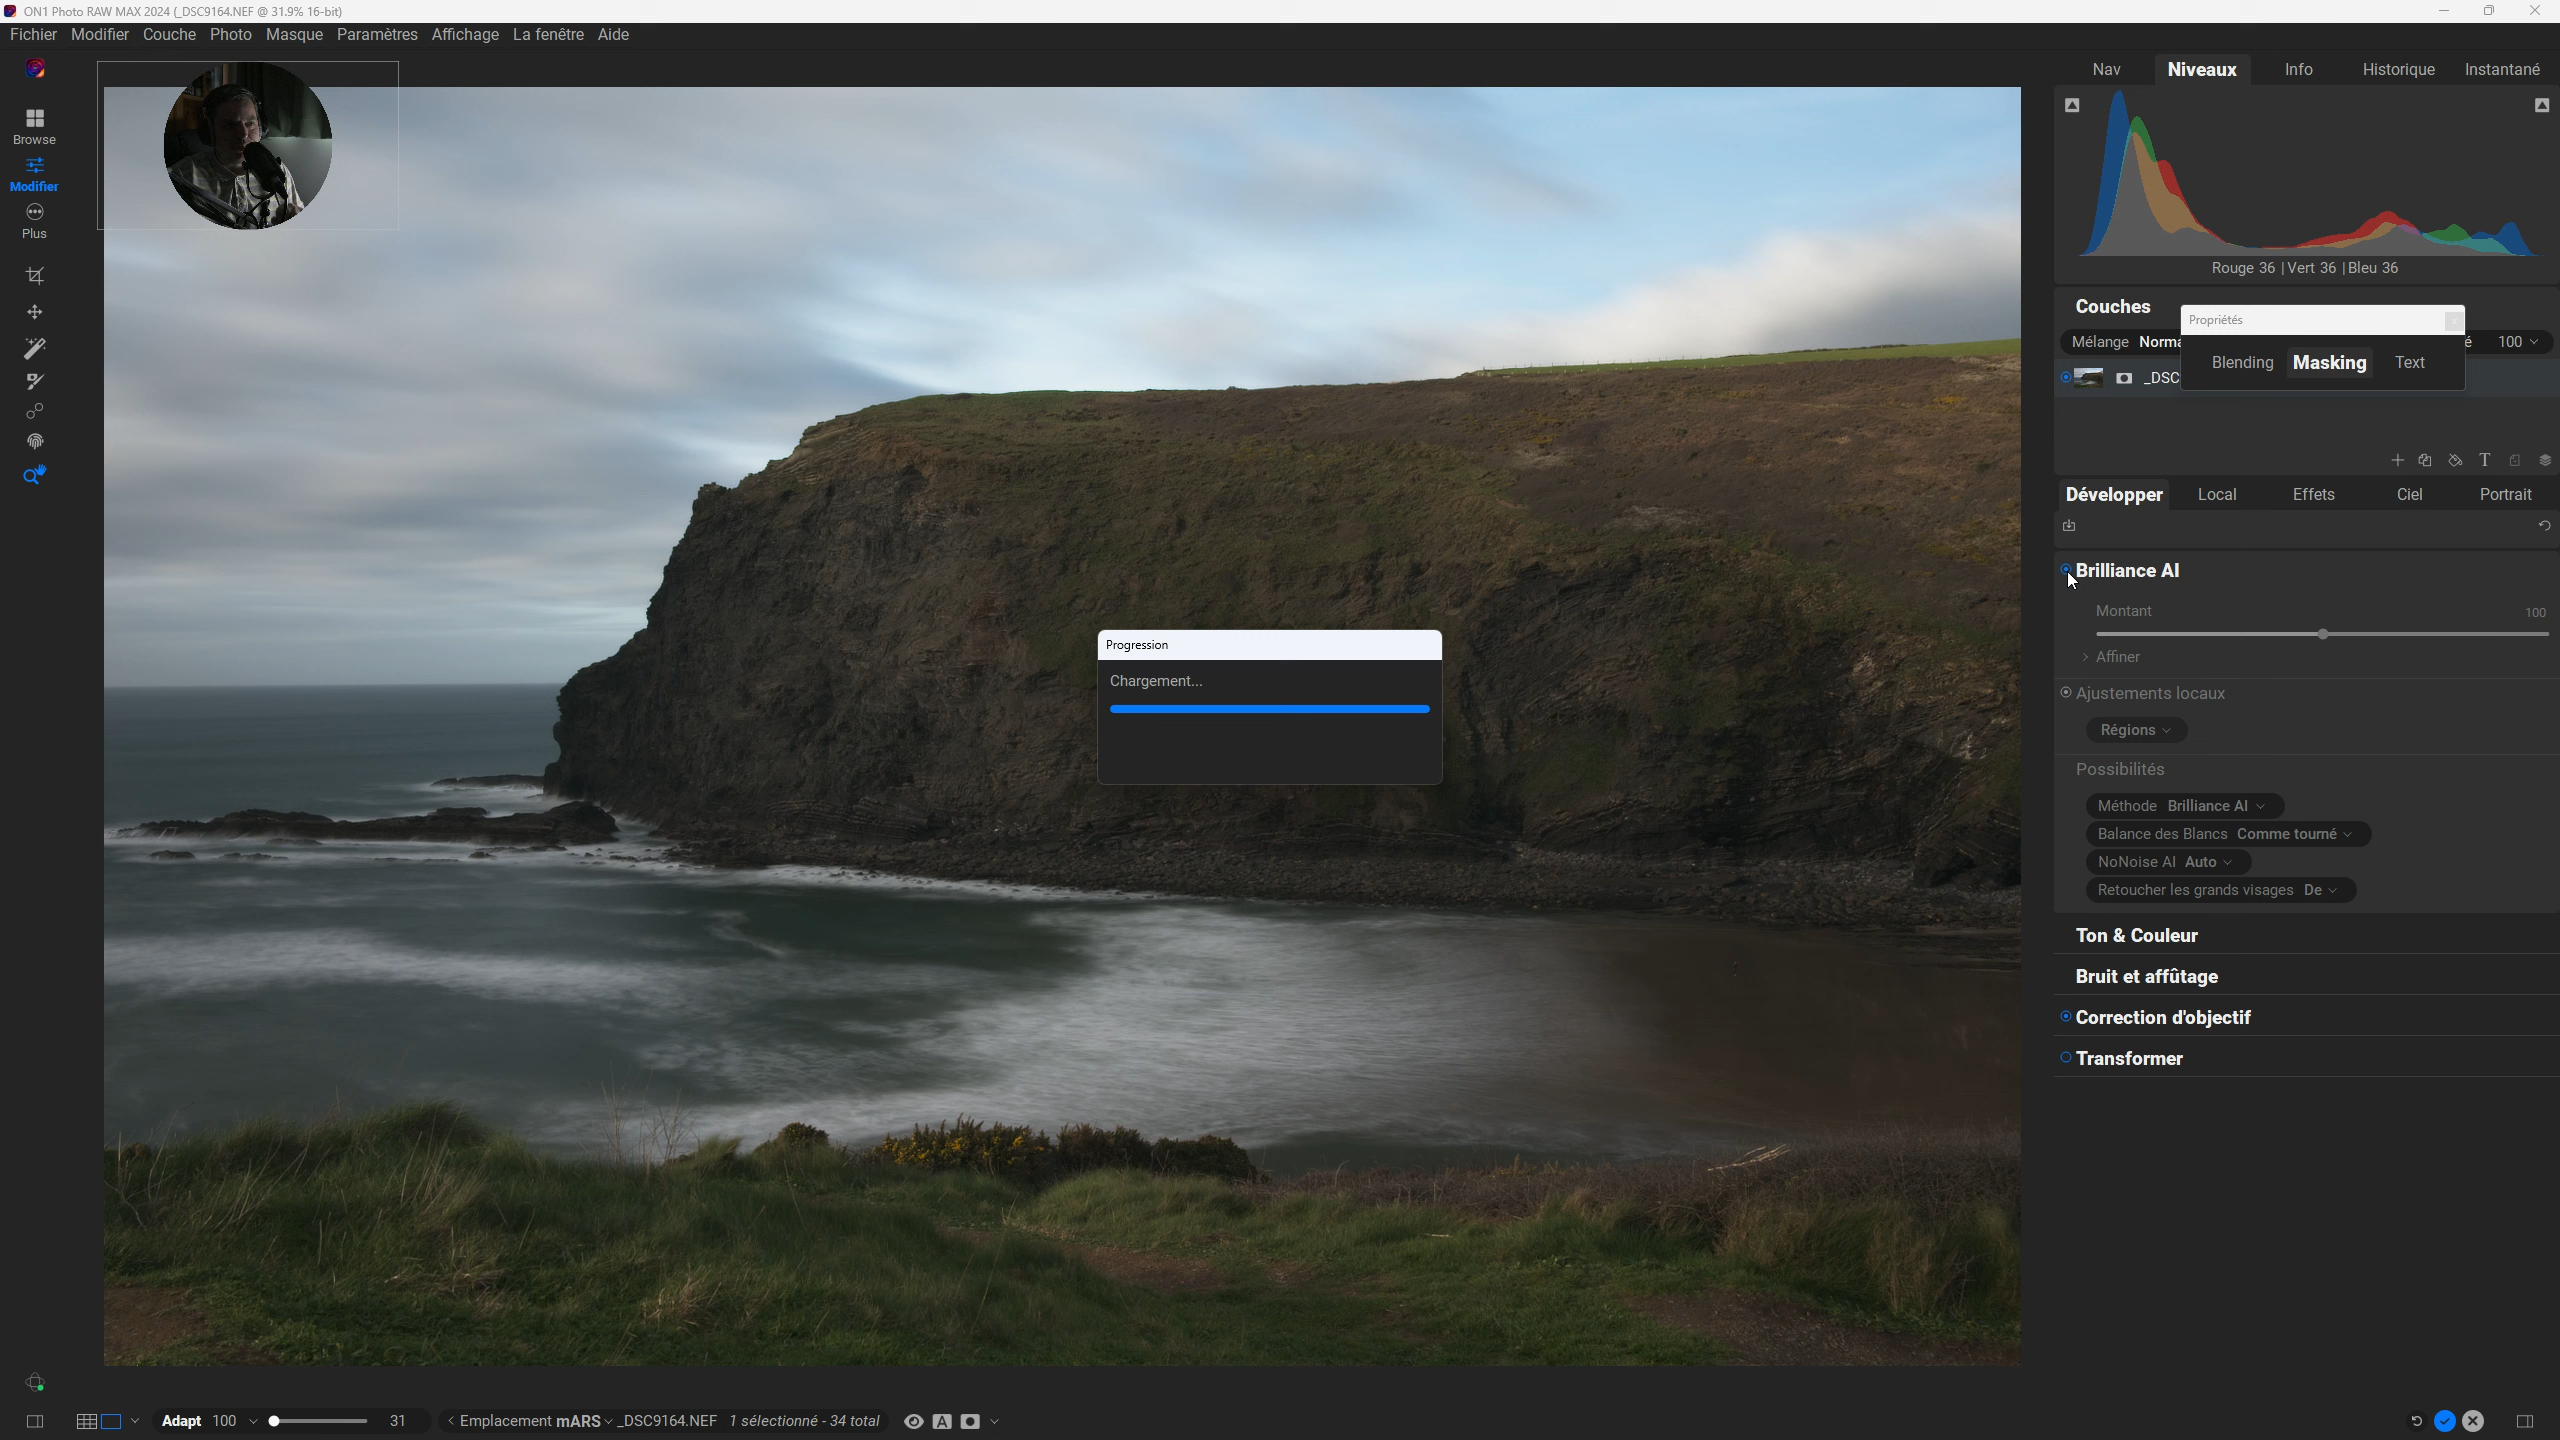 ON1 Photo RAW MAX 2024 (_DSC9164.NEF @ 31.9% 16-bit)
Fichier Modifier Couche Photo Masque Paramètres Affichage La fenêtre Aide
Browse
Modifier
Plus
Nav Niveaux Info Historique Instantané
Rouge 36 | Vert 36 | Bleu 36
Couches
Propriétés
Mélange Norma
é 100
Blending Masking Text
_DSC
Développer Local Effets Ciel Portrait
Brilliance AI
Montant 100
Affiner
Ajustements locaux
Régions
Possibilités
Méthode Brilliance AI
Balance des Blancs Comme tourné
NoNoise AI Auto
Retoucher les grands visages De
Ton & Couleur
Bruit et affûtage
Correction d'objectif
Transformer
Progression
Chargement...
Adapt 100 31 < Emplacement mARS _DSC9164.NEF 1 sélectionné - 34 total A